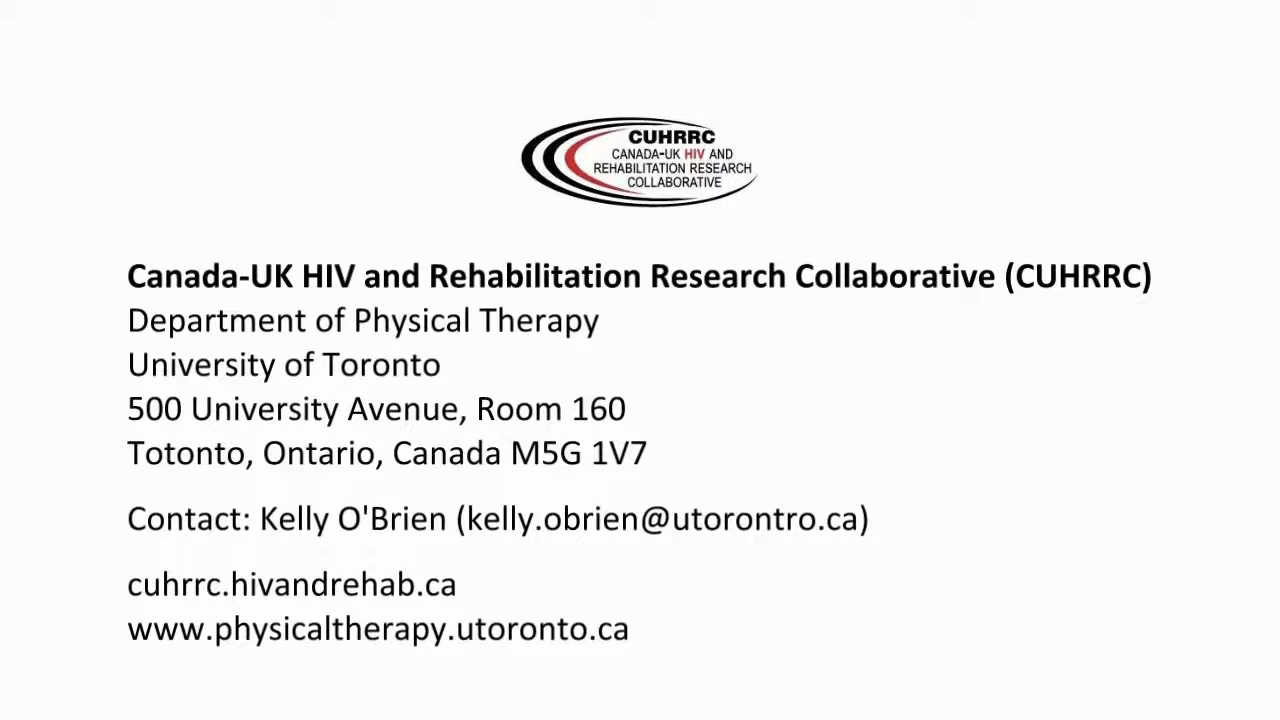 CUHRRC
CANADA-UK HIV AND
REHABILITATION RESEARCH
COLLABORATIVE
Canada-UK HIV and Rehabilitation Research Collaborative (CUHRRC)
Department of Physical Therapy
University of Toronto
500 University Avenue, Room 160
Totonto, Ontario, Canada M5G 1V7
Contact: Kelly O'Brien (kelly.obrien@utorontro.ca)
cuhrrc.hivandrehab.ca
www.physicaltherapy.utoronto.ca